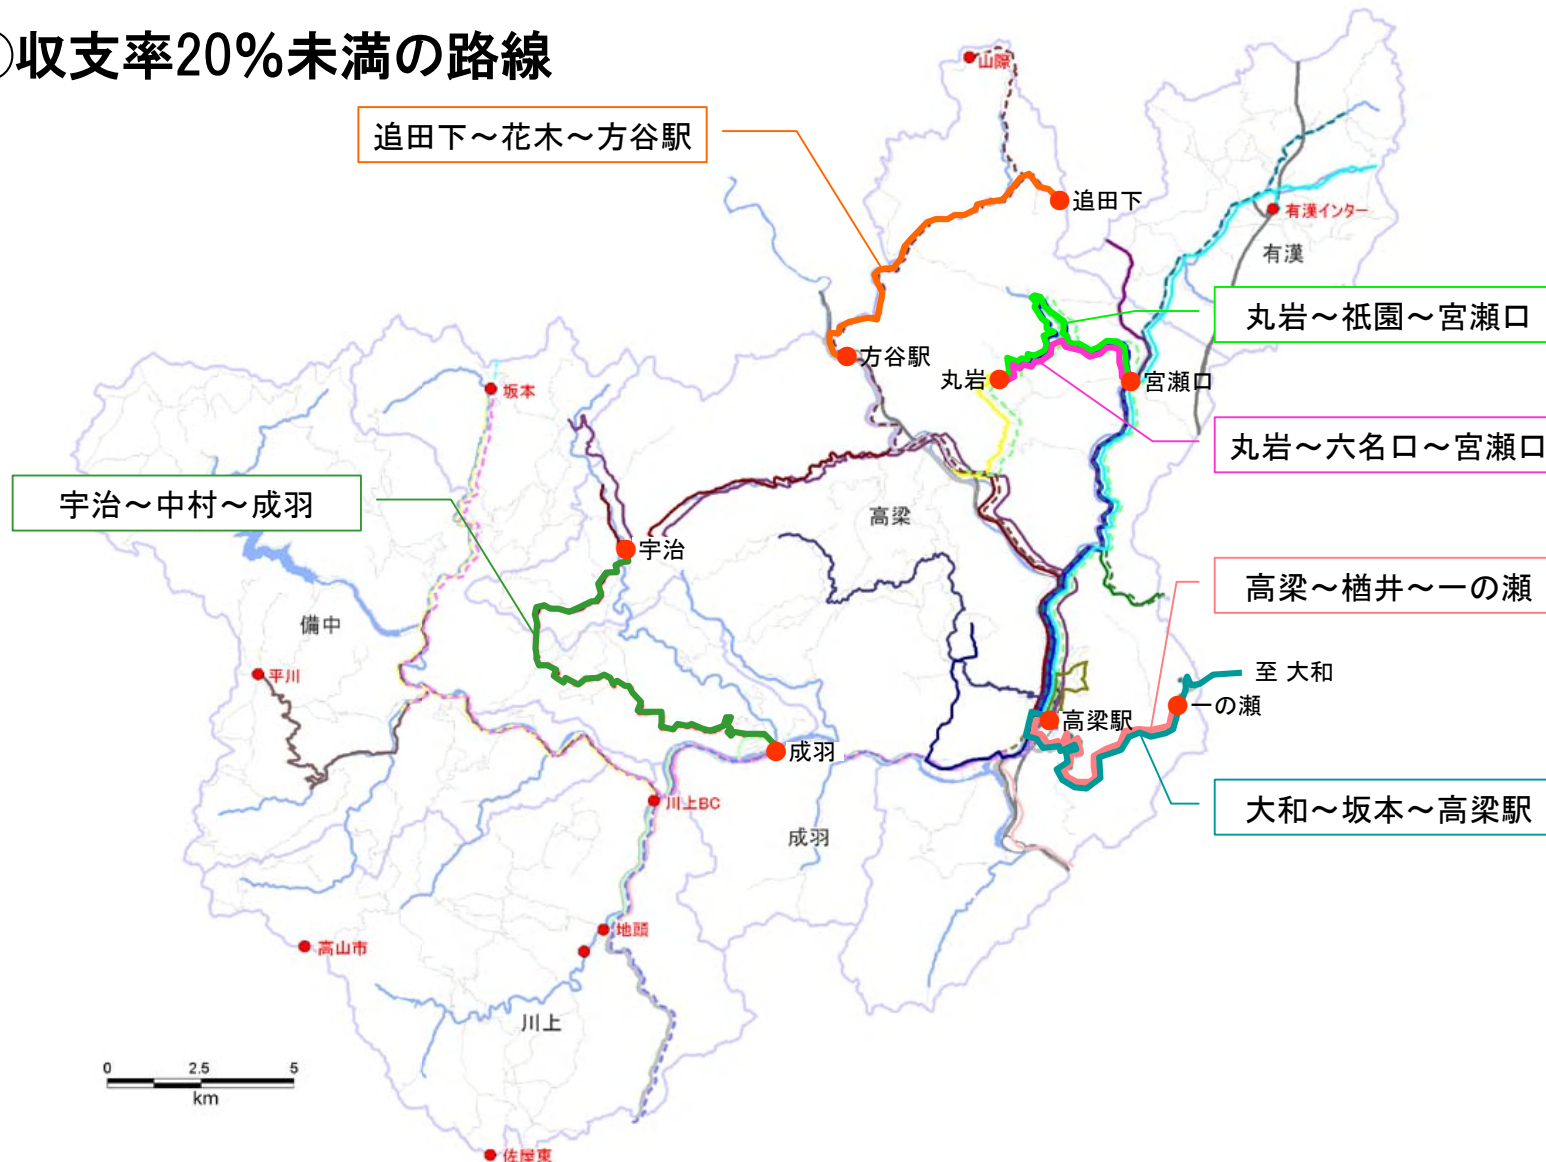 収支率20%未満の路線
山際
追田下～花木～方谷駅
追田下
有漢インター
有漢
丸岩～祇園～宮瀬口
方谷駅
丸岩
宮瀬口
坂本
丸岩～六名口～宮瀬口
宇治～中村～成羽
高梁
宇治
高梁～楢井～一の瀬
備中
至 大和
平川
一の瀬
高梁駅
成羽
川上BC
大和～坂本～高梁駅
成羽
地頭
高山市
川上
0 2.5 5
km
佐屋東